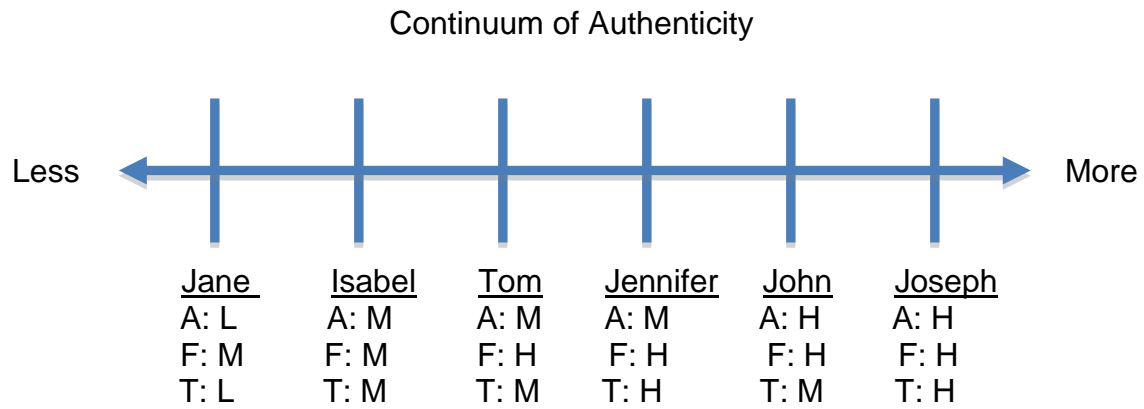 Continuum of Authenticity
Less More
Jane Isabel Tom Jennifer John Joseph
A: L A: M A: M A: M A: H A: H
F: M F: M F: H F: H F: H F: H
T: L T: M T: M T: H T: M T: H